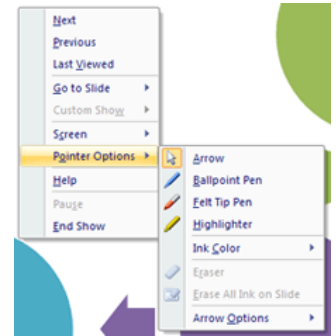 Next
Previous
Last Viewed
Go to Slide
Custom Show
Screen
Pointer Options
Help
Pause
End Show
Arrow
Ballpoint Pen
Felt Tip Pen
Highlighter
Ink Color
Eraser
Erase All Ink on Slide
Arrow Options